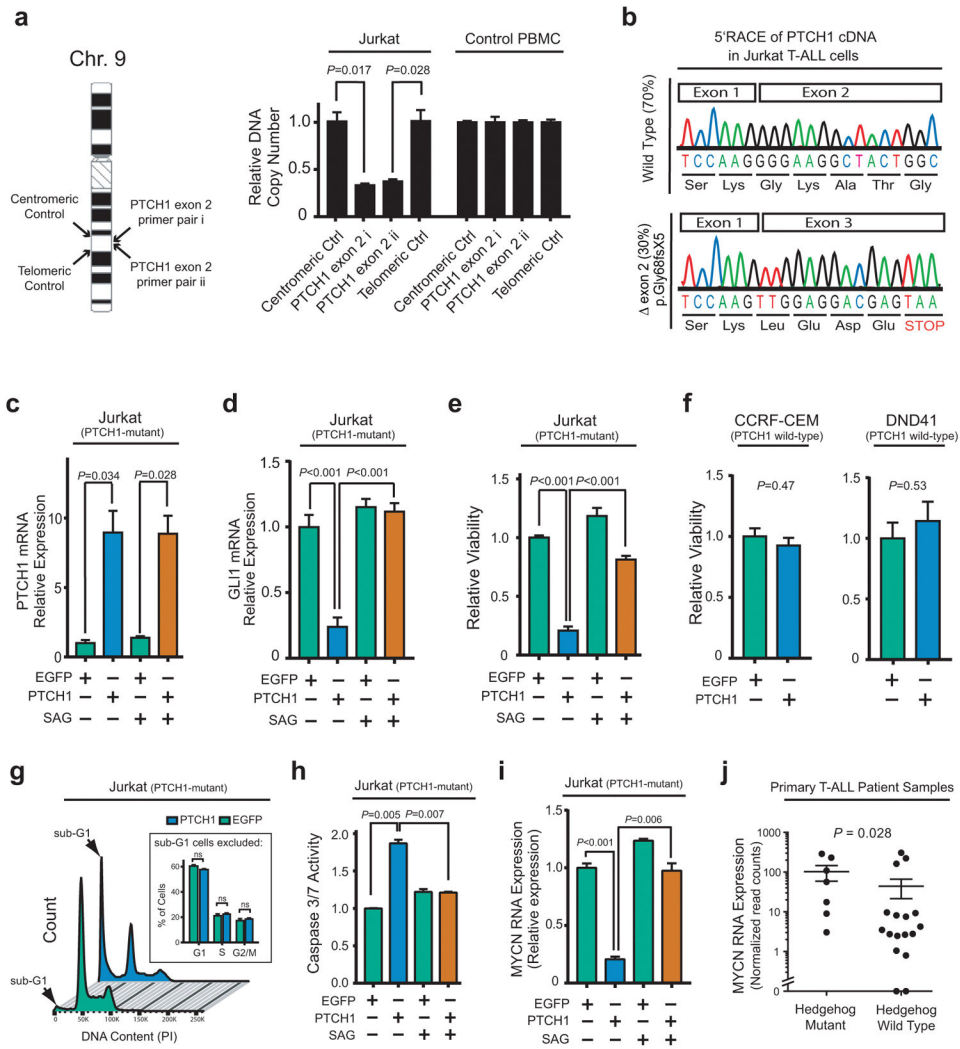 a
Chr. 9
Centromeric
Control
Telomeric
Control
PTCH1 exon 2
primer pair i
PTCH1 exon 2
primer pair ii
Jurkat
Control PBMC
P=0.017
P=0.028
Relative DNA
Copy Number
1.0
0.5
0
Centromeric Ctrl
PTCH1 exon 2 i
PTCH1 exon 2 ii
Telomeric Ctrl
Centromeric Ctrl
PTCH1 exon 2 i
PTCH1 exon 2 ii
Telomeric Ctrl
b
5'RACE of PTCH1 cDNA
in Jurkat T-ALL cells
Wild Type (70%)
Exon 1
Exon 2
TCCAAGGGGAAGGCTACTGGC
Ser Lys Gly Lys Ala Thr Gly
Δ exon 2 (30%)
p.Gly68fsX5
Exon 1
Exon 3
TCCAAGTTGGAGGACGAGTAA
Ser Lys Leu Glu Asp Glu STOP
c
Jurkat
(PTCH1-mutant)
P=0.034
P=0.028
PTCH1 mRNA
Relative Expression
10
5
0
EGFP + − + −
PTCH1 − + − +
SAG − − + +
d
Jurkat
(PTCH1-mutant)
P<0.001
P<0.001
GLI1 mRNA
Relative Expression
1.5
1.0
0.5
0
+ − + −
− + − +
− − + +
e
Jurkat
(PTCH1-mutant)
P<0.001
P<0.001
Relative Viability
1.5
1.0
0.5
0
EGFP + − + −
PTCH1 − + − +
SAG − − + +
f
CCRF-CEM
(PTCH1 wild-type)
P=0.47
Relative Viability
1.5
1.0
0.5
0
EGFP + −
PTCH1 − +
DND41
(PTCH1 wild-type)
P=0.53
1.5
1.0
0.5
0
+ −
− +
g
Jurkat (PTCH1-mutant)
PTCH1
EGFP
sub-G1
sub-G1
Count
sub-G1 cells excluded:
ns
ns
ns
% of Cells
60
40
20
0
G1 S G2/M
0 50K 100K 150K 200K 250K
DNA Content (PI)
h
Jurkat (PTCH1-mutant)
P=0.005
P=0.007
Caspase 3/7 Activity
3.0
2.5
2.0
1.5
1.0
0
EGFP + − + −
PTCH1 − + − +
SAG − − + +
i
Jurkat (PTCH1-mutant)
P<0.001
P=0.006
MYCN RNA Expression
(Relative expression)
1.5
1.0
0.5
0
EGFP + − + −
PTCH1 − + − +
SAG − − + +
j
Primary T-ALL Patient Samples
P = 0.028
MYCN RNA Expression
(Normalized read counts)
1000
100
10
1
0
Hedgehog
Mutant
Hedgehog
Wild Type